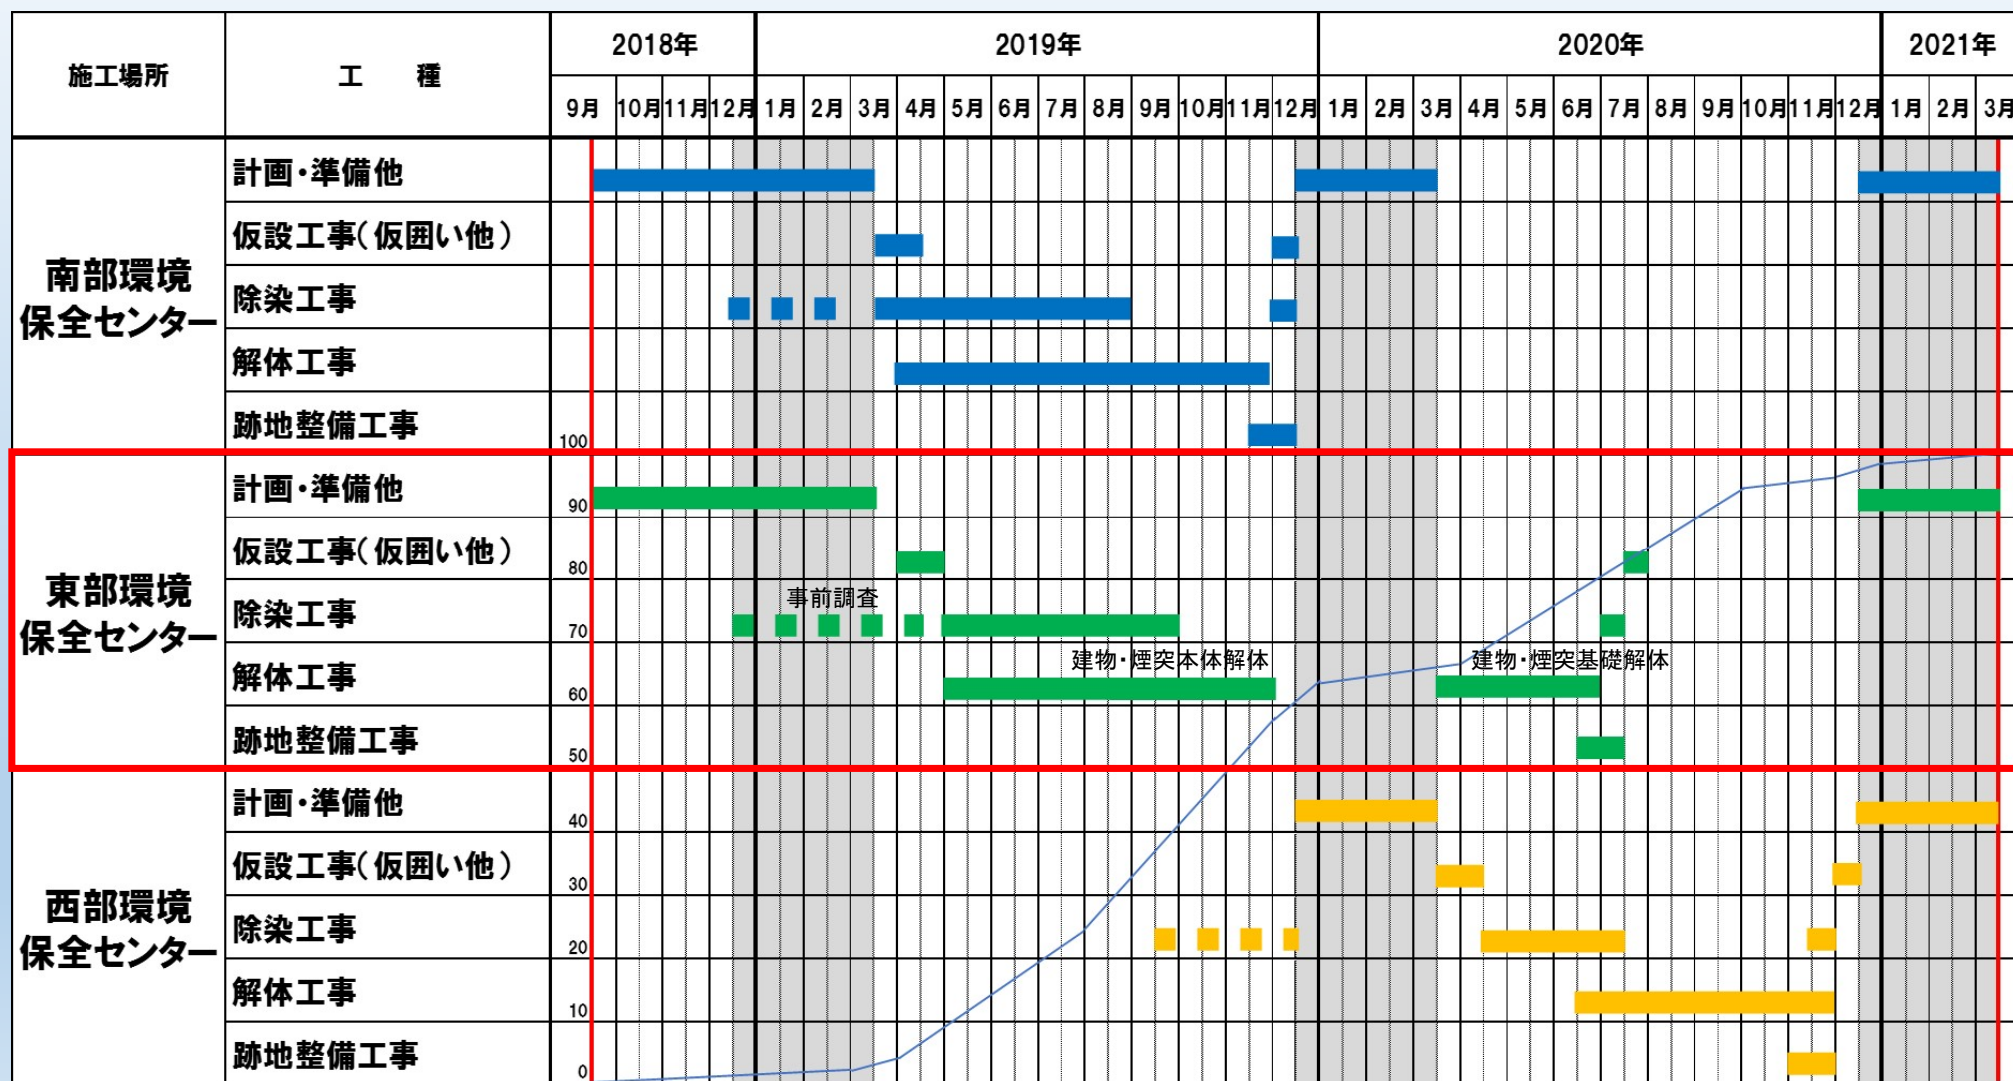 施工場所 工　　種 2018年 2019年 2020年 2021年
9月 10月 11月 12月 1月 2月 3月 4月 5月 6月 7月 8月 9月 10月 11月 12月 1月 2月 3月 4月 5月 6月 7月 8月 9月 10月 11月 12月 1月 2月 3月
南部環境
保全センター
計画・準備他
仮設工事(仮囲い他)
除染工事
解体工事
跡地整備工事
100
東部環境
保全センター
計画・準備他
90
仮設工事(仮囲い他)
80
事前調査
除染工事
70
建物・煙突本体解体 建物・煙突基礎解体
解体工事
60
跡地整備工事
50
西部環境
保全センター
計画・準備他
40
仮設工事(仮囲い他)
30
除染工事
20
解体工事
10
跡地整備工事
0